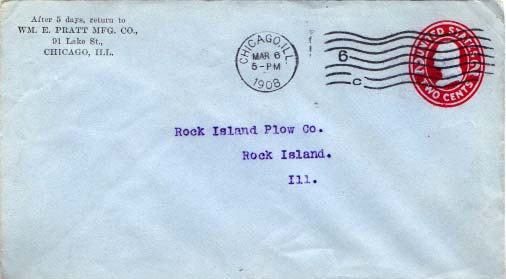 After 5 days, return to
WM. E. PRATT MFG. CO.,
91 Lake St.,
CHICAGO, ILL.
CHICAGO, ILL.
MAR 6
5-PM
1908
6
C
UNITED STATES
TWO CENTS
Rock Island Plow Co.
Rock Island.
Ill.